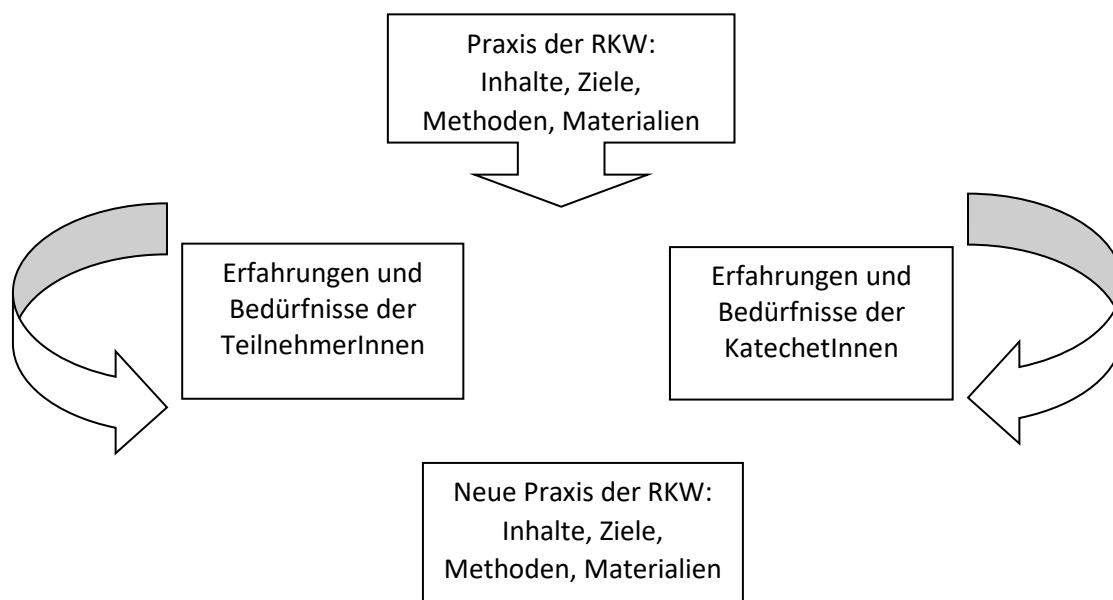 Praxis der RKW:
Inhalte, Ziele,
Methoden, Materialien
Erfahrungen und
Bedürfnisse der
TeilnehmerInnen
Erfahrungen und
Bedürfnisse der
KatechetInnen
Neue Praxis der RKW:
Inhalte, Ziele,
Methoden, Materialien